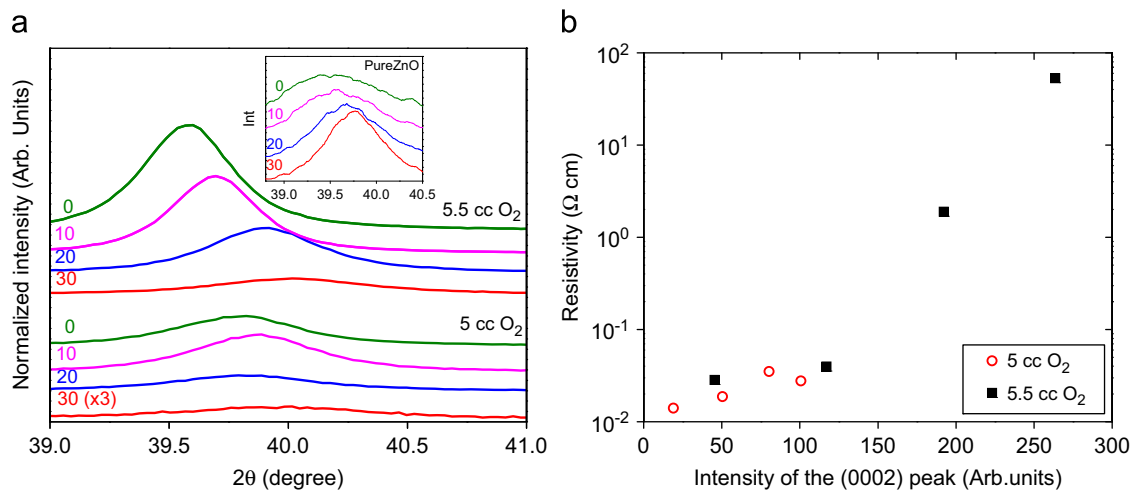 a
Normalized intensity (Arb. Units)
0
10
20
30
5.5 cc O2
0
10
20
30 (x3)
5 cc O2
39.0 39.5 40.0 40.5 41.0
2θ (degree)
PureZnO
Int
0
10
20
30
39.0 39.5 40.0 40.5
b
Resistivity (Ω cm)
10^2
10^1
10^0
10^-1
10^-2
5 cc O2
5.5 cc O2
0 50 100 150 200 250 300
Intensity of the (0002) peak (Arb.units)